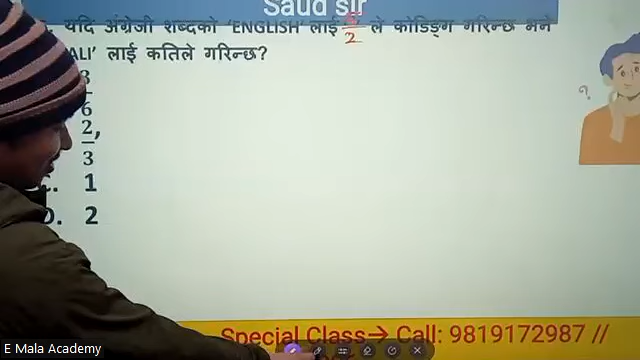 Saud sir
यदि अंग्रेजी शब्दको ‘ENGLISH’ लाई 5/2 ले कोडिङ्ग गरिन्छ भने
ALI’ लाई कतिले गरिन्छ?
3/6
2/3,
C. 1
D. 2
?
Special Class→ Call: 9819172987 //
E Mala Academy